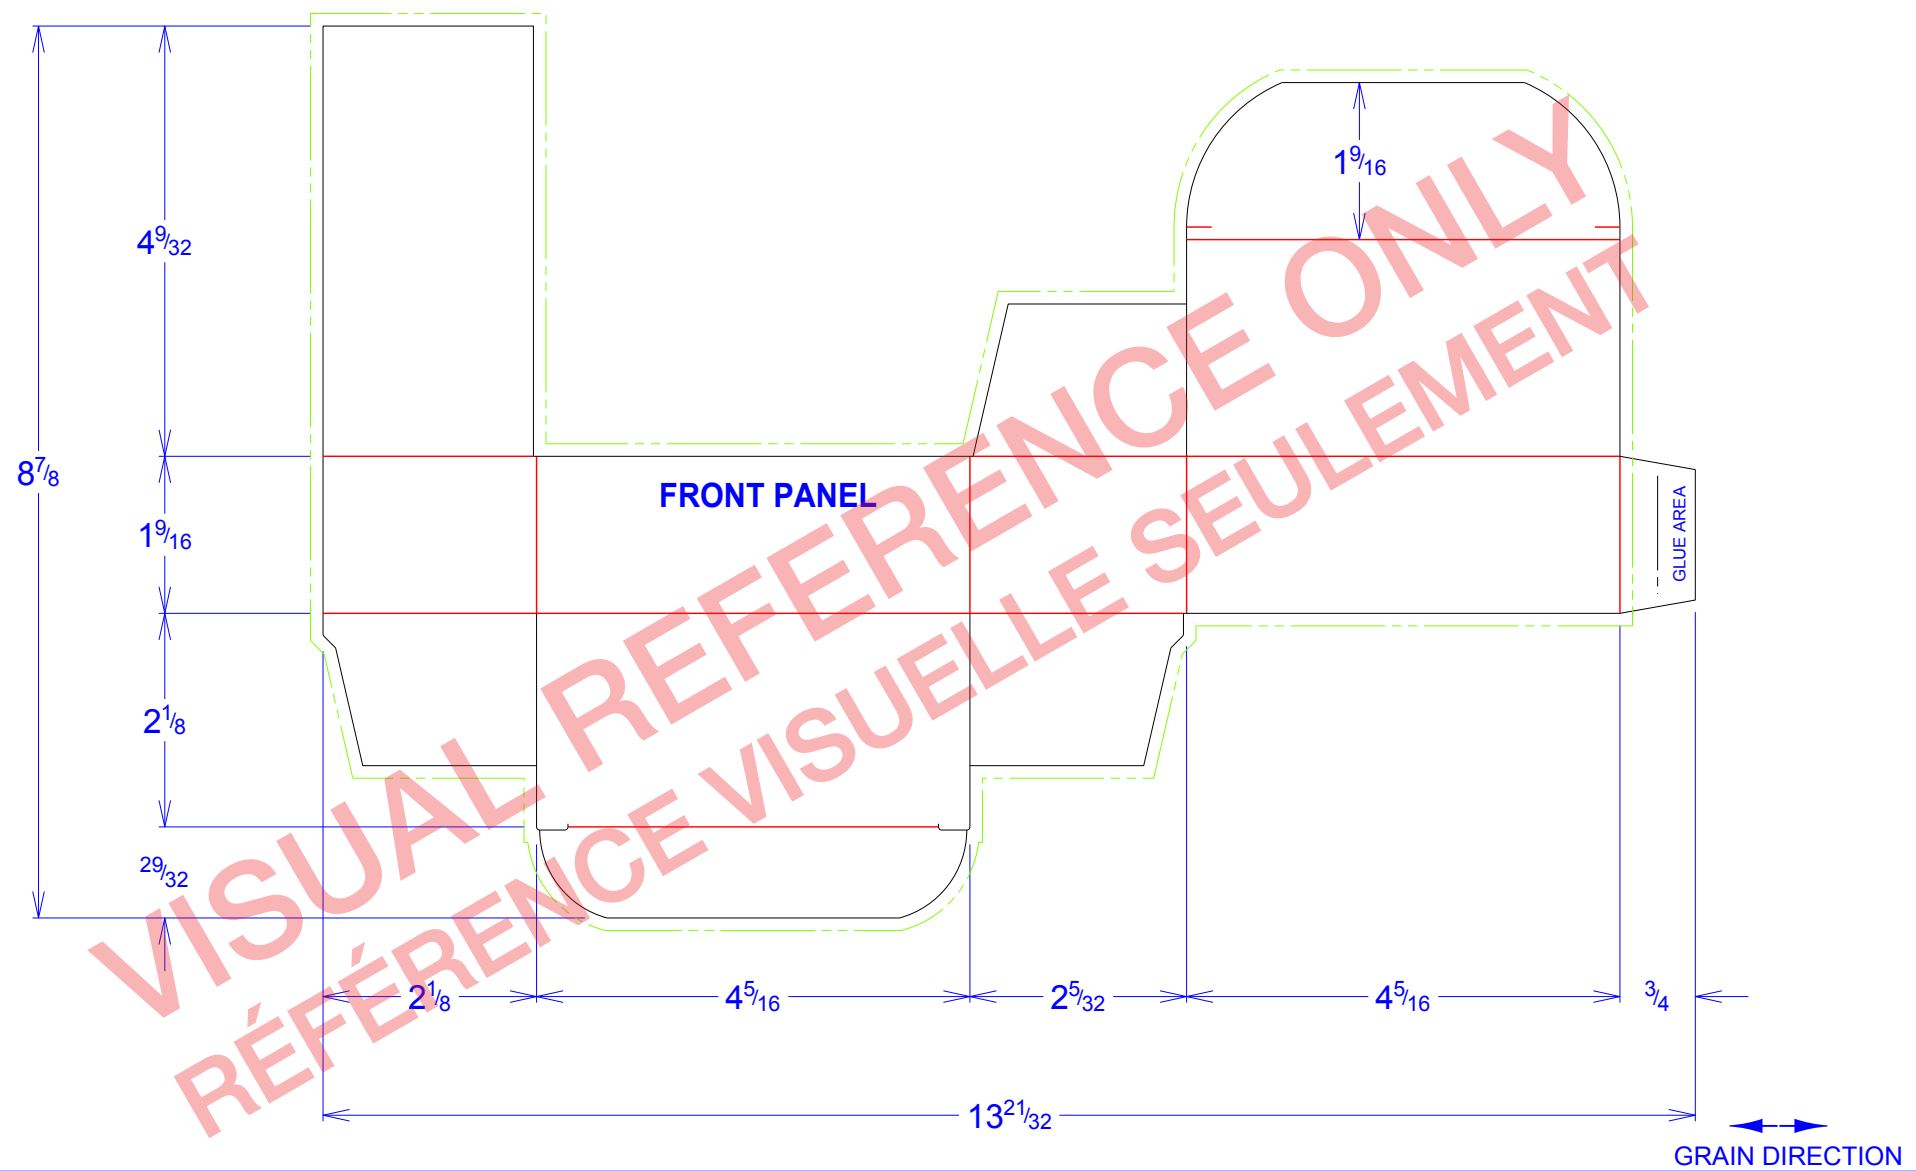 1 9/16
4 9/32
8 7/8
FRONT PANEL
1 9/16
GLUE AREA
2 1/8
29/32
2 1/8
4 5/16
2 5/32
4 5/16
3/4
13 21/32
GRAIN DIRECTION
VISUAL REFERENCE ONLY
RÉFÉRENCE VISUELLE SEULEMENT